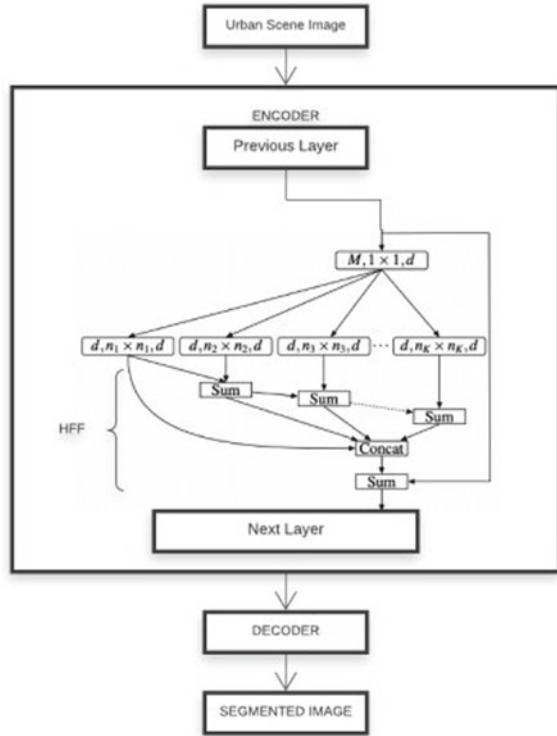 Urban Scene Image
ENCODER
Previous Layer
M, 1 × 1, d
d, n₁ × n₁, d
d, n₂ × n₂, d
d, n₃ × n₃, d
···
d, n_K × n_K, d
Sum
Sum
Sum
HFF
Concat
Sum
Next Layer
DECODER
SEGMENTED IMAGE